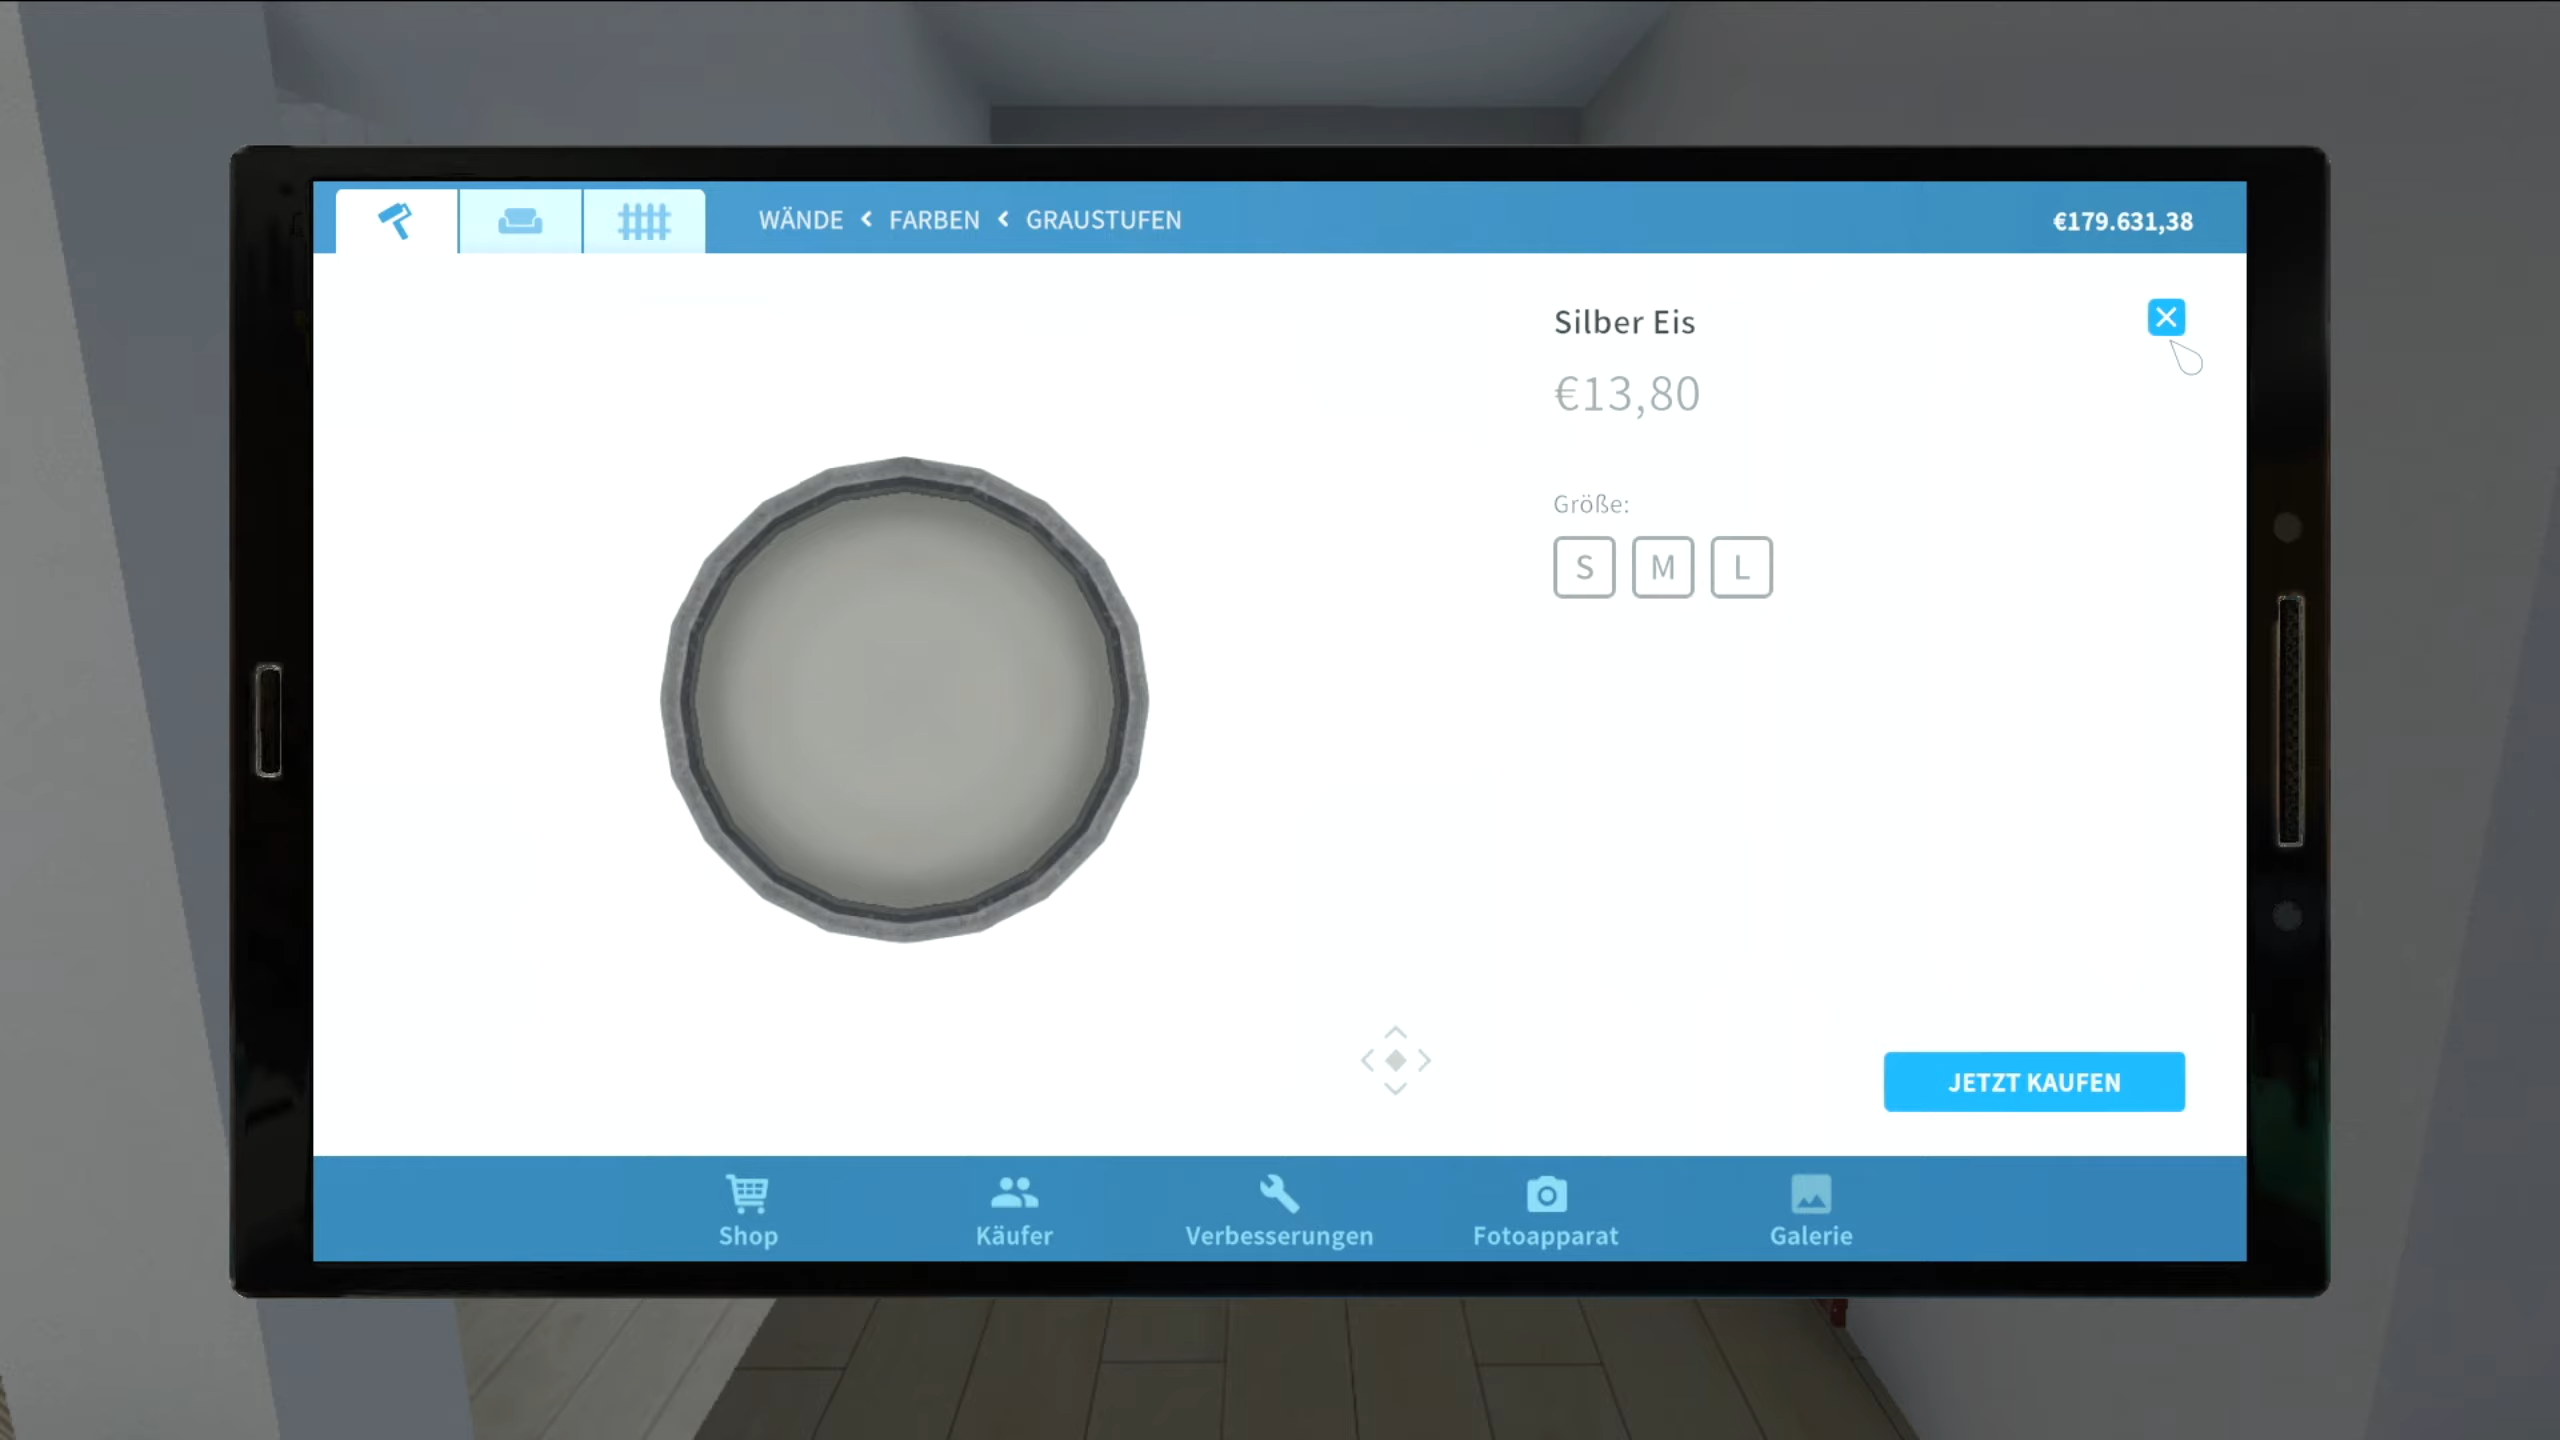 WÄNDE < FARBEN < GRAUSTUFEN
€179.631,38
Silber Eis
€13,80
Größe:
S M L
JETZT KAUFEN
Shop
Käufer
Verbesserungen
Fotoapparat
Galerie